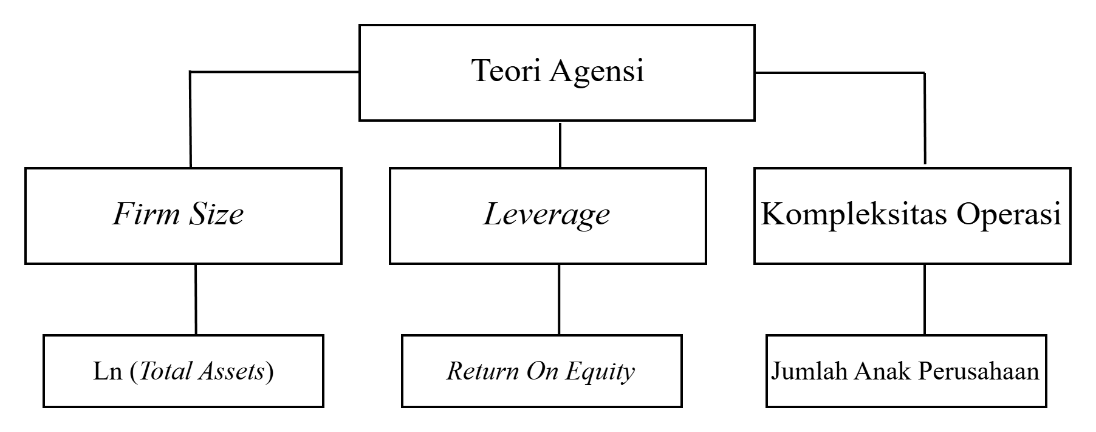 Teori Agensi
Firm Size
Leverage
Kompleksitas Operasi
Ln (Total Assets)
Return On Equity
Jumlah Anak Perusahaan